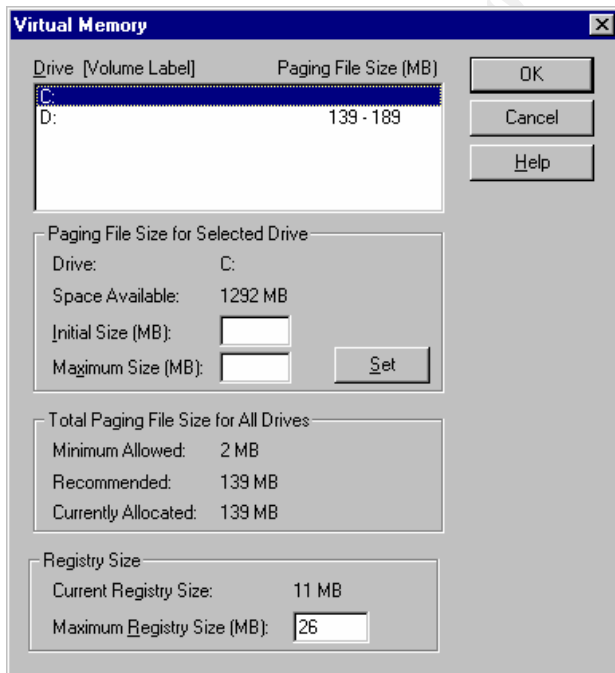 Virtual Memory
Drive [Volume Label] Paging File Size (MB)
C:
D: 139 - 189
OK
Cancel
Help
Paging File Size for Selected Drive
Drive: C:
Space Available: 1292 MB
Initial Size (MB):
Maximum Size (MB):
Set
Total Paging File Size for All Drives
Minimum Allowed: 2 MB
Recommended: 139 MB
Currently Allocated: 139 MB
Registry Size
Current Registry Size: 11 MB
Maximum Registry Size (MB): 26